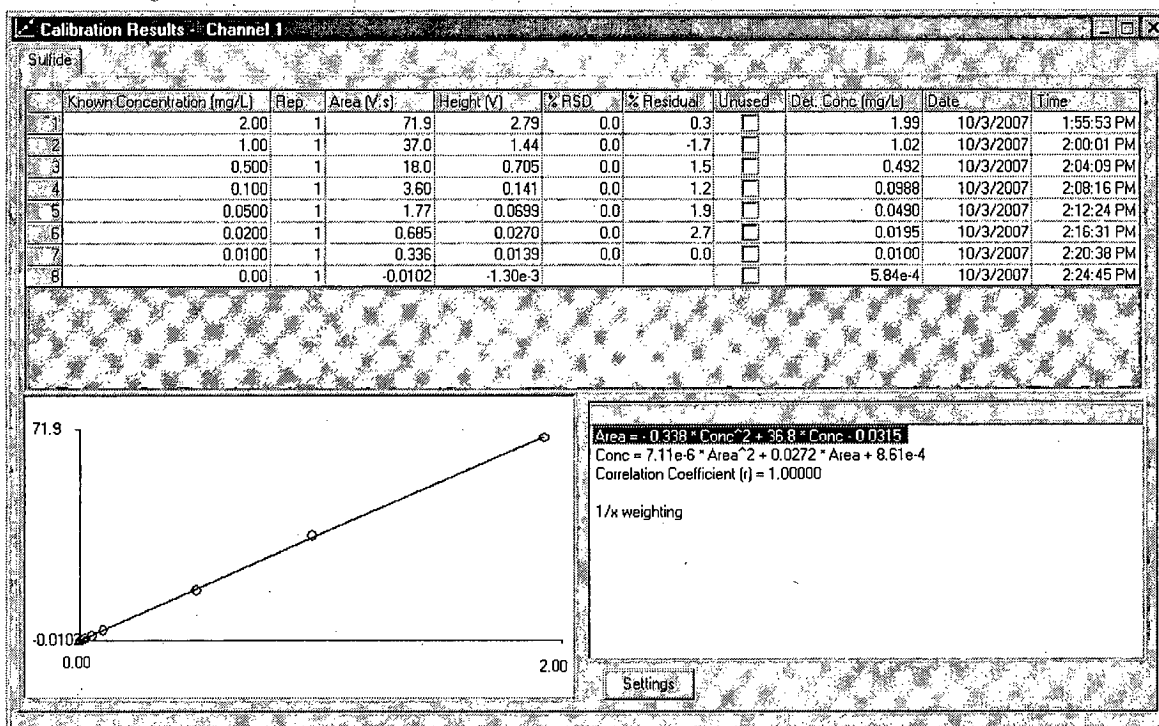 Calibration Results - Channel 1
Sulfide
Known Concentration (mg/L) Rep Area (V.s) Height (V) % RSD % Residual Unused Det. Conc (mg/L) Date Time
1 2.00 1 71.9 2.79 0.0 0.3 1.99 10/3/2007 1:55:53 PM
2 1.00 1 37.0 1.44 0.0 -1.7 1.02 10/3/2007 2:00:01 PM
3 0.500 1 18.0 0.705 0.0 1.5 0.492 10/3/2007 2:04:09 PM
4 0.100 1 3.60 0.141 0.0 1.2 0.0988 10/3/2007 2:08:16 PM
5 0.0500 1 1.77 0.0699 0.0 1.9 0.0490 10/3/2007 2:12:24 PM
6 0.0200 1 0.685 0.0270 0.0 2.7 0.0195 10/3/2007 2:16:31 PM
7 0.0100 1 0.336 0.0139 0.0 0.0 0.0100 10/3/2007 2:20:38 PM
8 0.00 1 -0.0102 -1.30e-3 5.84e-4 10/3/2007 2:24:45 PM
71.9
-0.0102
0.00 2.00
Area = - 0.338 * Conc^2 + 36.8 * Conc - 0.0315
Conc = 7.11e-6 * Area^2 + 0.0272 * Area + 8.61e-4
Correlation Coefficient (r) = 1.00000
1/x weighting
Settings